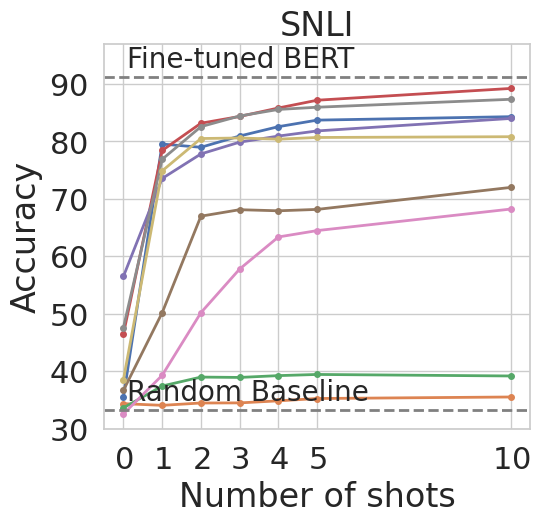 SNLI
Fine-tuned BERT
90
80
70
60
50
40
30
Accuracy
Random Baseline
0 1 2 3 4 5 10
Number of shots